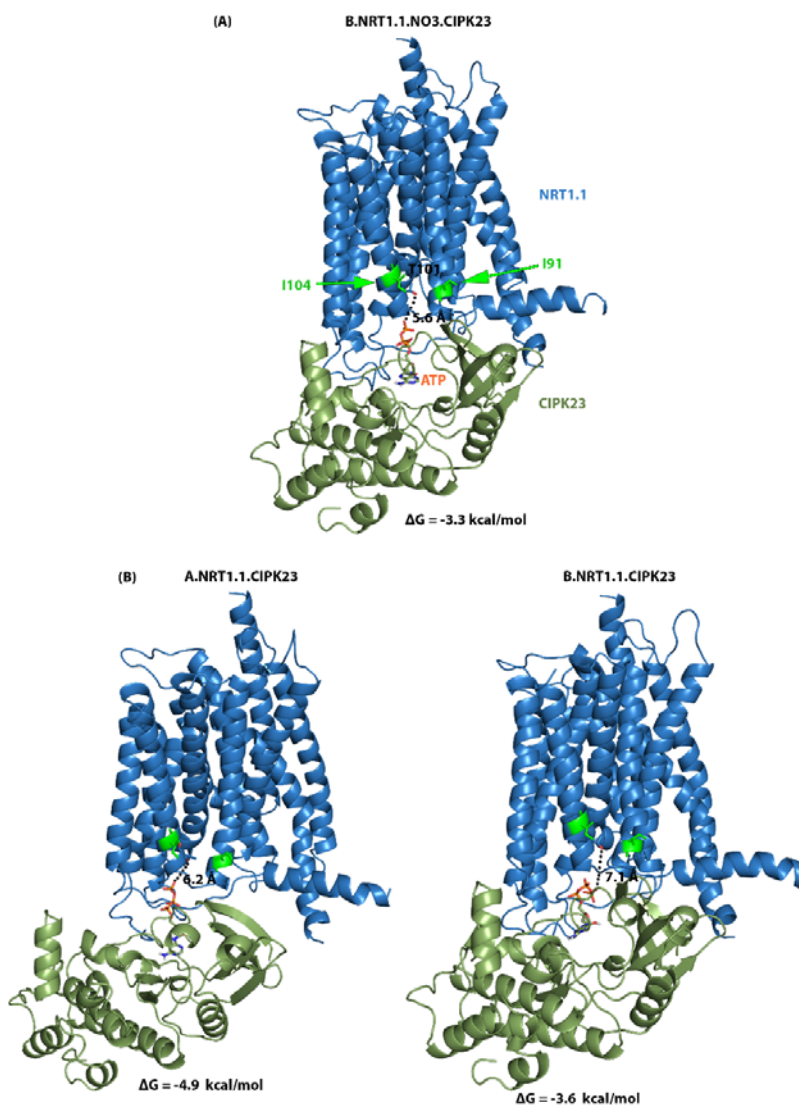 (A) B.NRT1.1.NO3.CIPK23
NRT1.1
T101
I104
I91
5.6 Å
ATP
CIPK23
ΔG = -3.3 kcal/mol
(B) A.NRT1.1.CIPK23 B.NRT1.1.CIPK23
6.2 Å
7.1 Å
ΔG = -4.9 kcal/mol
ΔG = -3.6 kcal/mol